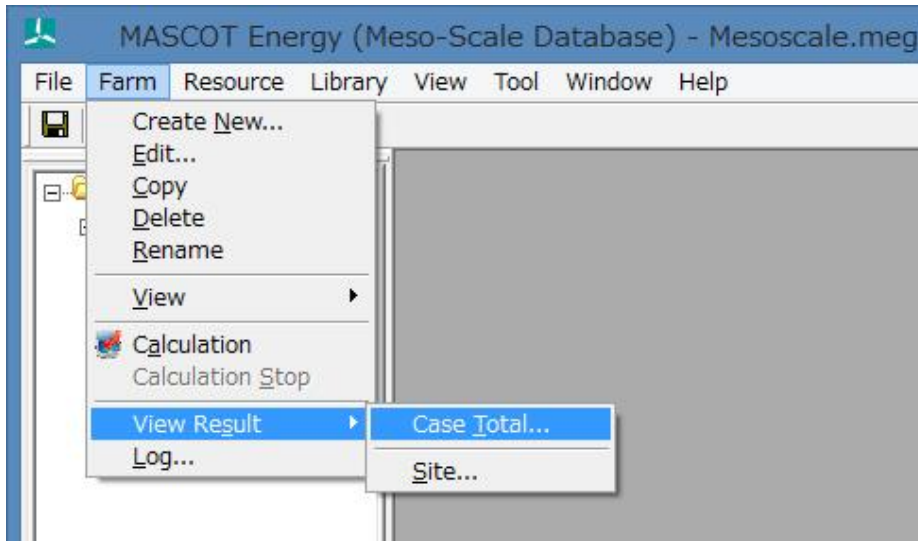 MASCOT Energy (Meso-Scale Database) - Mesoscale.meg
File Farm Resource Library View Tool Window Help
Create New...
Edit...
Copy
Delete
Rename
View
Calculation
Calculation Stop
View Result
Case Total...
Log...
Site...